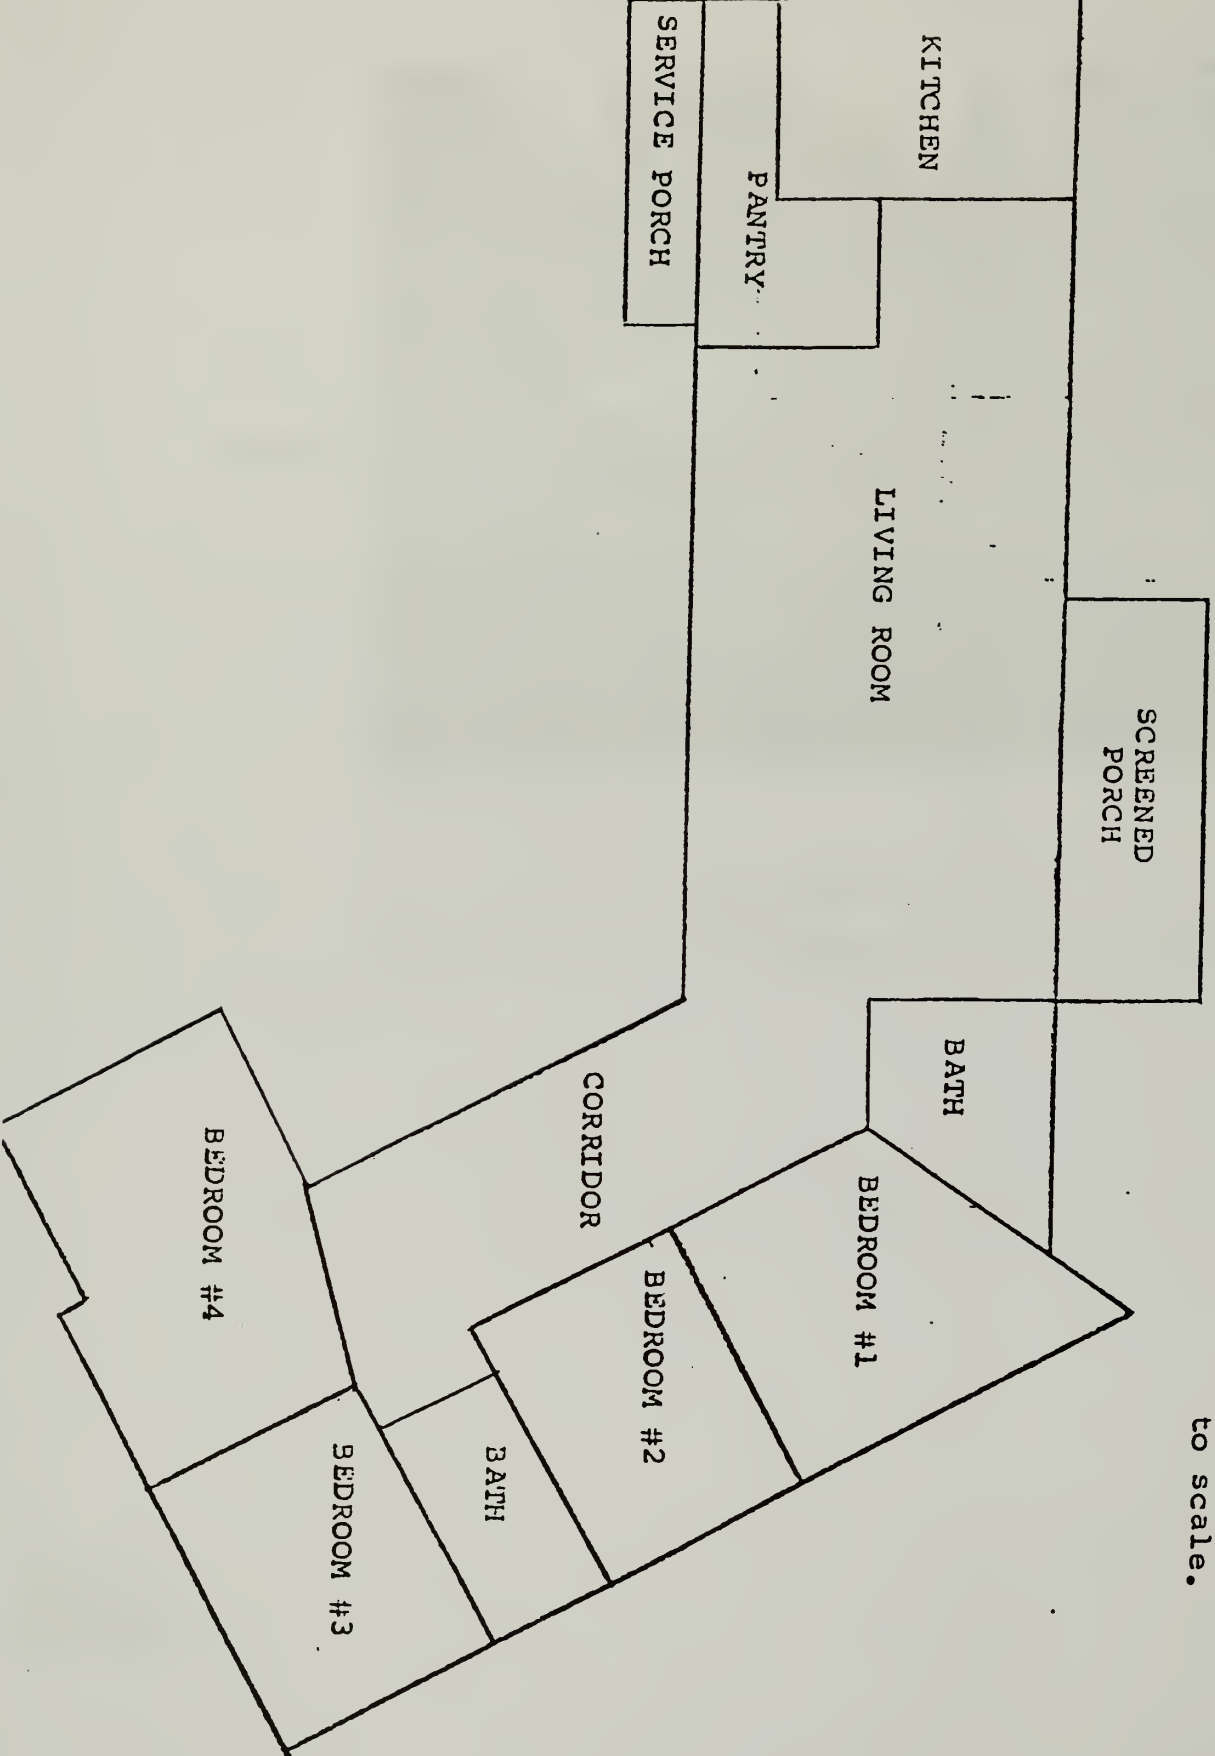 to scale.
SCREENED
PORCH
KITCHEN
BATH
LIVING ROOM
BEDROOM #1
PANTRY
SERVICE PORCH
BEDROOM #2
CORRIDOR
BATH
BEDROOM #3
BEDROOM #4